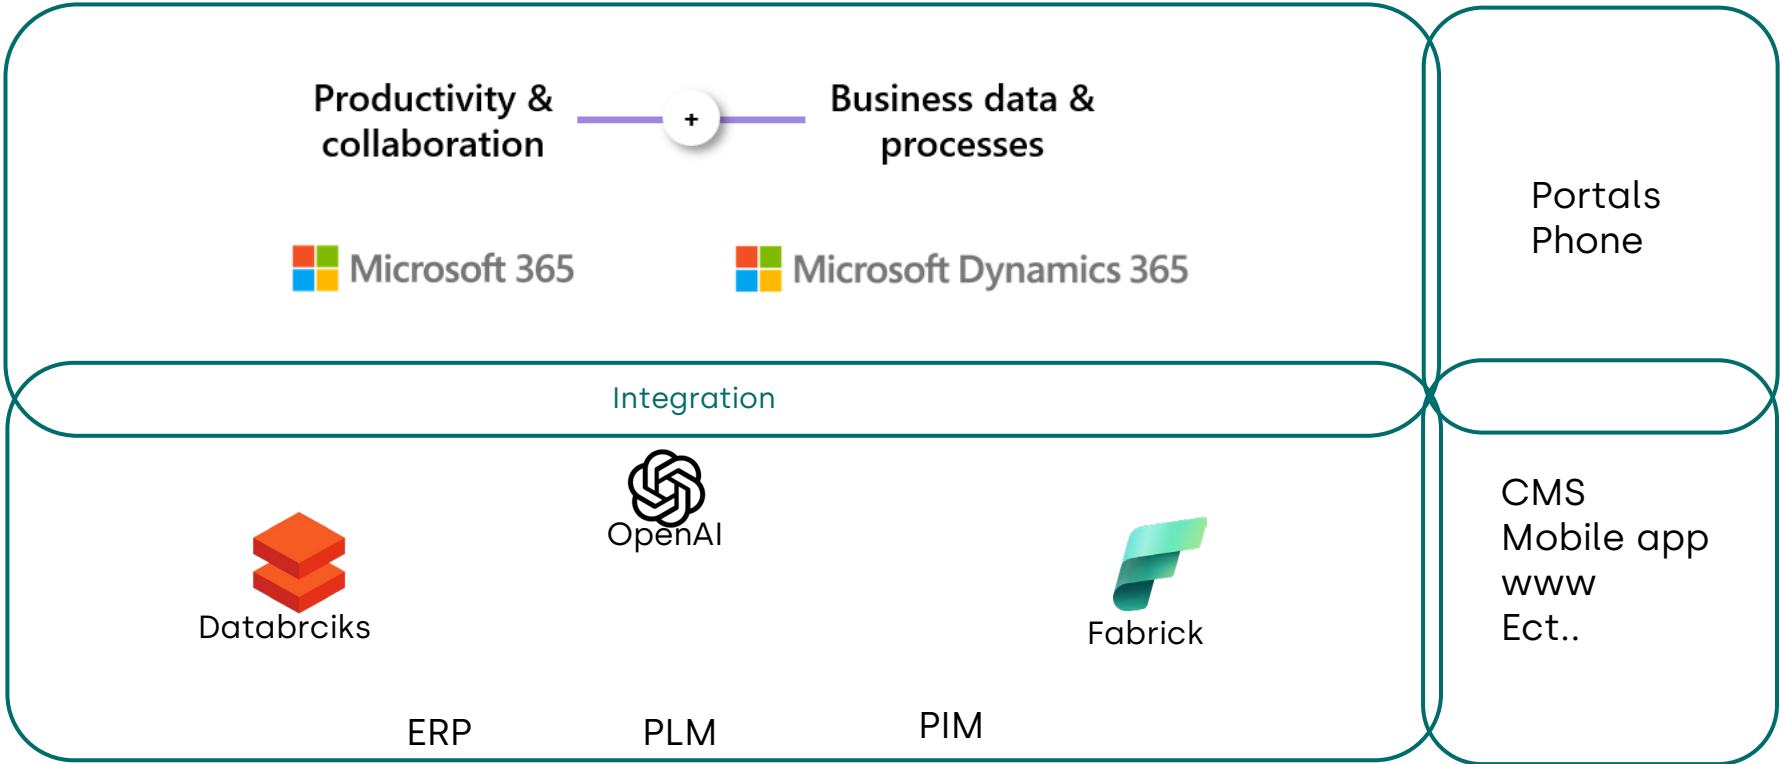 Productivity &
collaboration
+
Business data &
processes
Microsoft 365
Microsoft Dynamics 365
Portals
Phone
Integration
OpenAI
Databrciks
Fabrick
CMS
Mobile app
www
Ect..
ERP
PLM
PIM